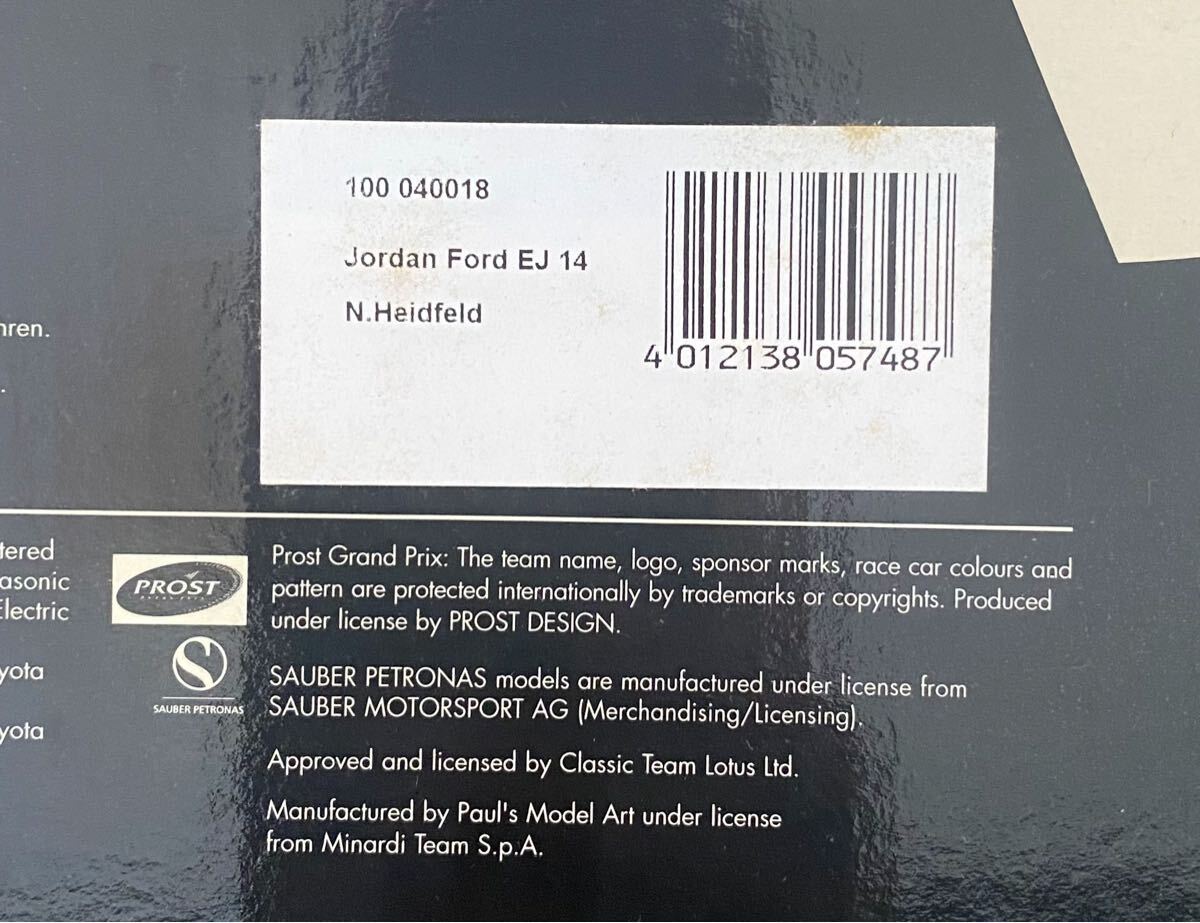 100 040018
Jordan Ford EJ 14
N.Heidfeld
4 012138 057487
hren.
.
tered
asonic
Electric
yota
yota
PROST
SAUBER PETRONAS
Prost Grand Prix: The team name, logo, sponsor marks, race car colours and
pattern are protected internationally by trademarks or copyrights. Produced
under license by PROST DESIGN.
SAUBER PETRONAS models are manufactured under license from
SAUBER MOTORSPORT AG (Merchandising/Licensing).
Approved and licensed by Classic Team Lotus Ltd.
Manufactured by Paul's Model Art under license
from Minardi Team S.p.A.